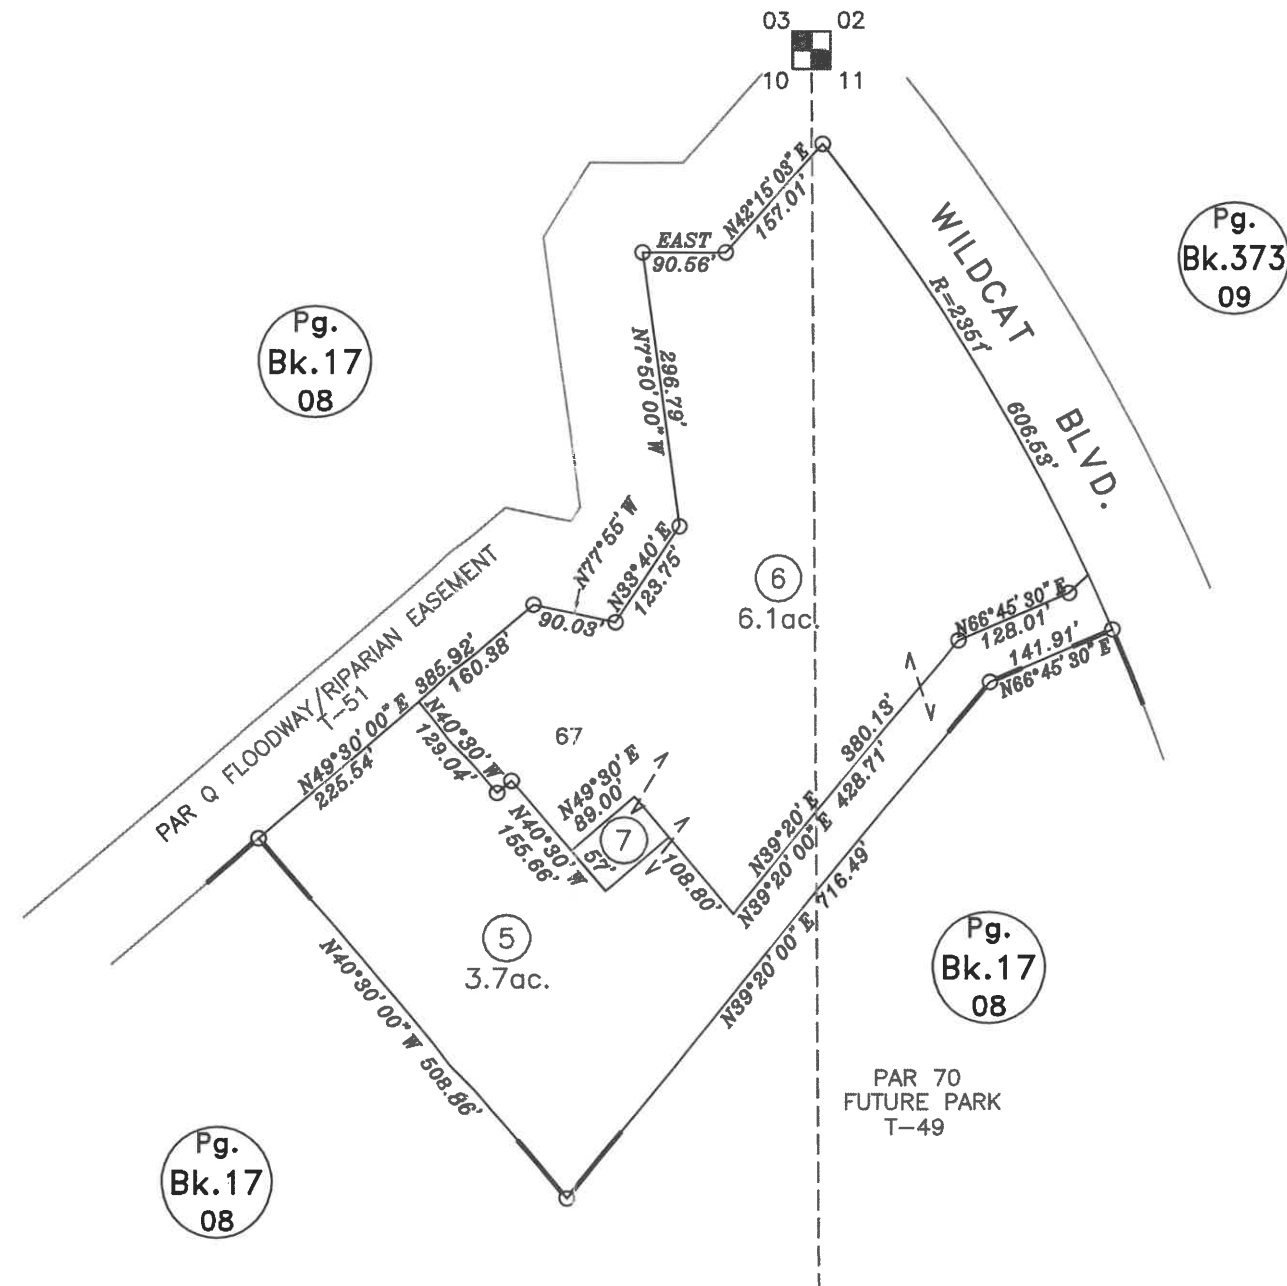 03 02
10 11
N42°15'03"E
157.01'
EAST
90.56'
WILDCAT
BLVD.
R=2351'
606.53'
Pg.
Bk.373
09
Pg.
Bk.17
08
N7°50'00"W
296.79'
N77°55'W
90.03'
N33°40'E
123.75'
6
6.1ac.
N66°45'30"E
128.01'
141.91'
N66°45'30"E
PAR Q FLOODWAY/RIPARIAN EASEMENT
T-51
N49°30'00"E 385.92'
160.38'
225.54'
N40°30'W
129.04'
67
N49°30'E
89.00'
7
57'
N40°30'W
155.66'
108.80'
380.13'
N39°20'E
N39°20'00"E 428.71'
N39°20'00"E 716.49'
5
3.7ac.
N40°30'00"W 508.86'
Pg.
Bk.17
08
PAR 70
FUTURE PARK
T-49
Pg.
Bk.17
08